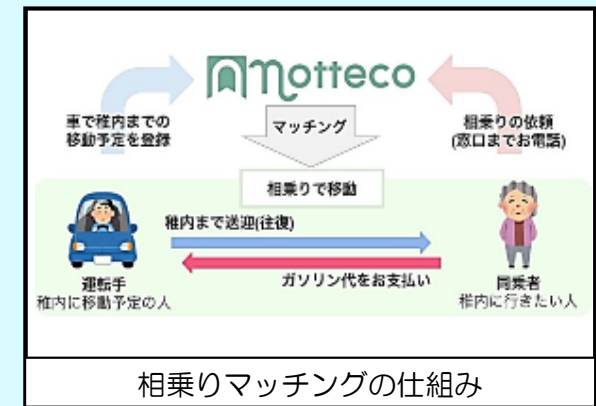 notteco
車で稚内までの
移動予定を登録
マッチング
相乗りの依頼
(窓口までお電話)
相乗りで移動
稚内まで送迎(往復)
ガソリン代をお支払い
運転手
稚内に移動予定の人
同乗者
稚内に行きたい人
相乗りマッチングの仕組み